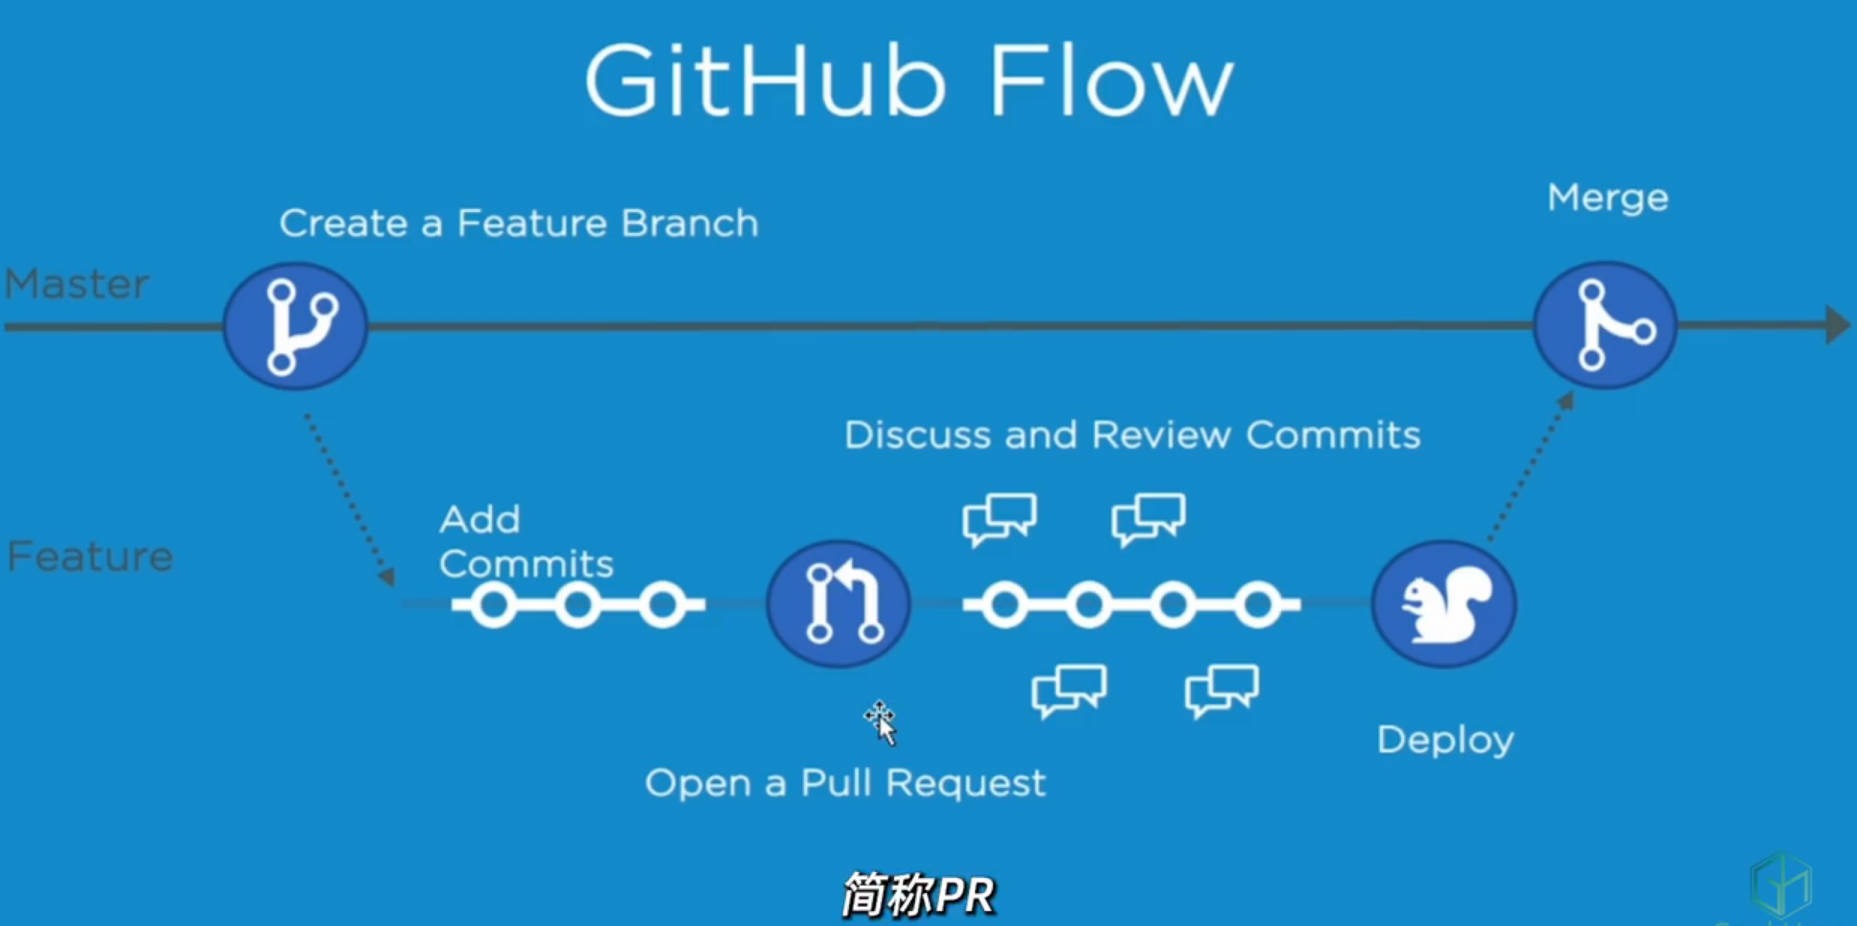 GitHub Flow
Merge
Create a Feature Branch
Master
Discuss and Review Commits
Add
Commits
Feature
Deploy
Open a Pull Request
简称PR